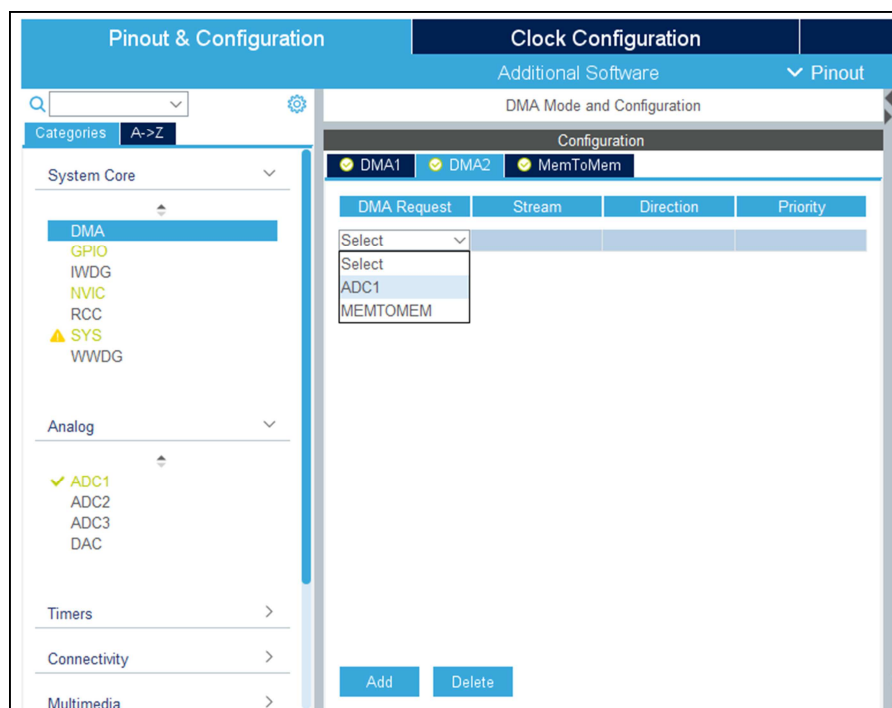 Pinout & Configuration
Clock Configuration
Additional Software
Pinout
DMA Mode and Configuration
Categories
A->Z
Configuration
System Core
DMA
GPIO
IWDG
NVIC
RCC
SYS
WWDG
Analog
ADC1
ADC2
ADC3
DAC
Timers
Connectivity
Multimedia
DMA1
DMA2
MemToMem
DMA Request
Stream
Direction
Priority
Select
Select
ADC1
MEMTOMEM
Add
Delete